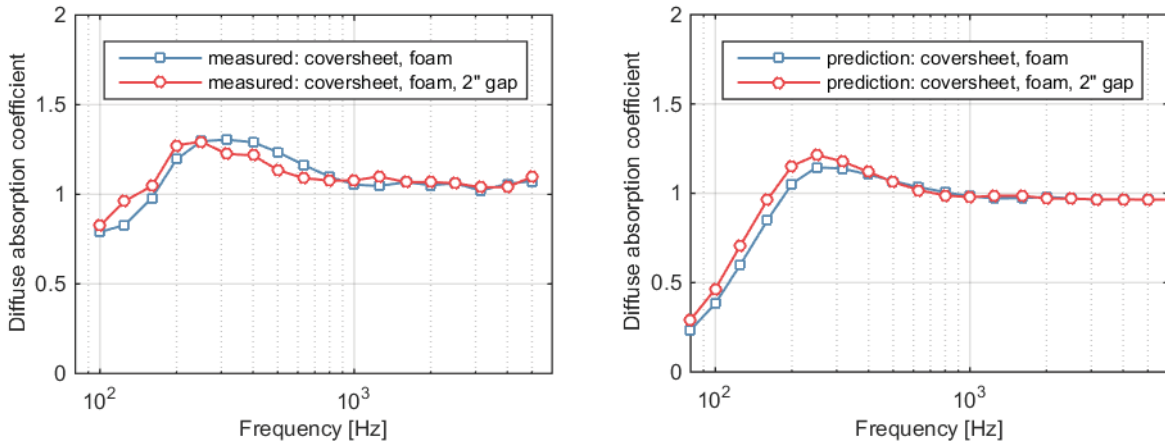 2
1.5
1
0.5
0
Diffuse absorption coefficient
measured: coversheet, foam
measured: coversheet, foam, 2" gap
10²
10³
Frequency [Hz]
2
1.5
1
0.5
0
Diffuse absorption coefficient
prediction: coversheet, foam
prediction: coversheet, foam, 2" gap
10²
10³
Frequency [Hz]